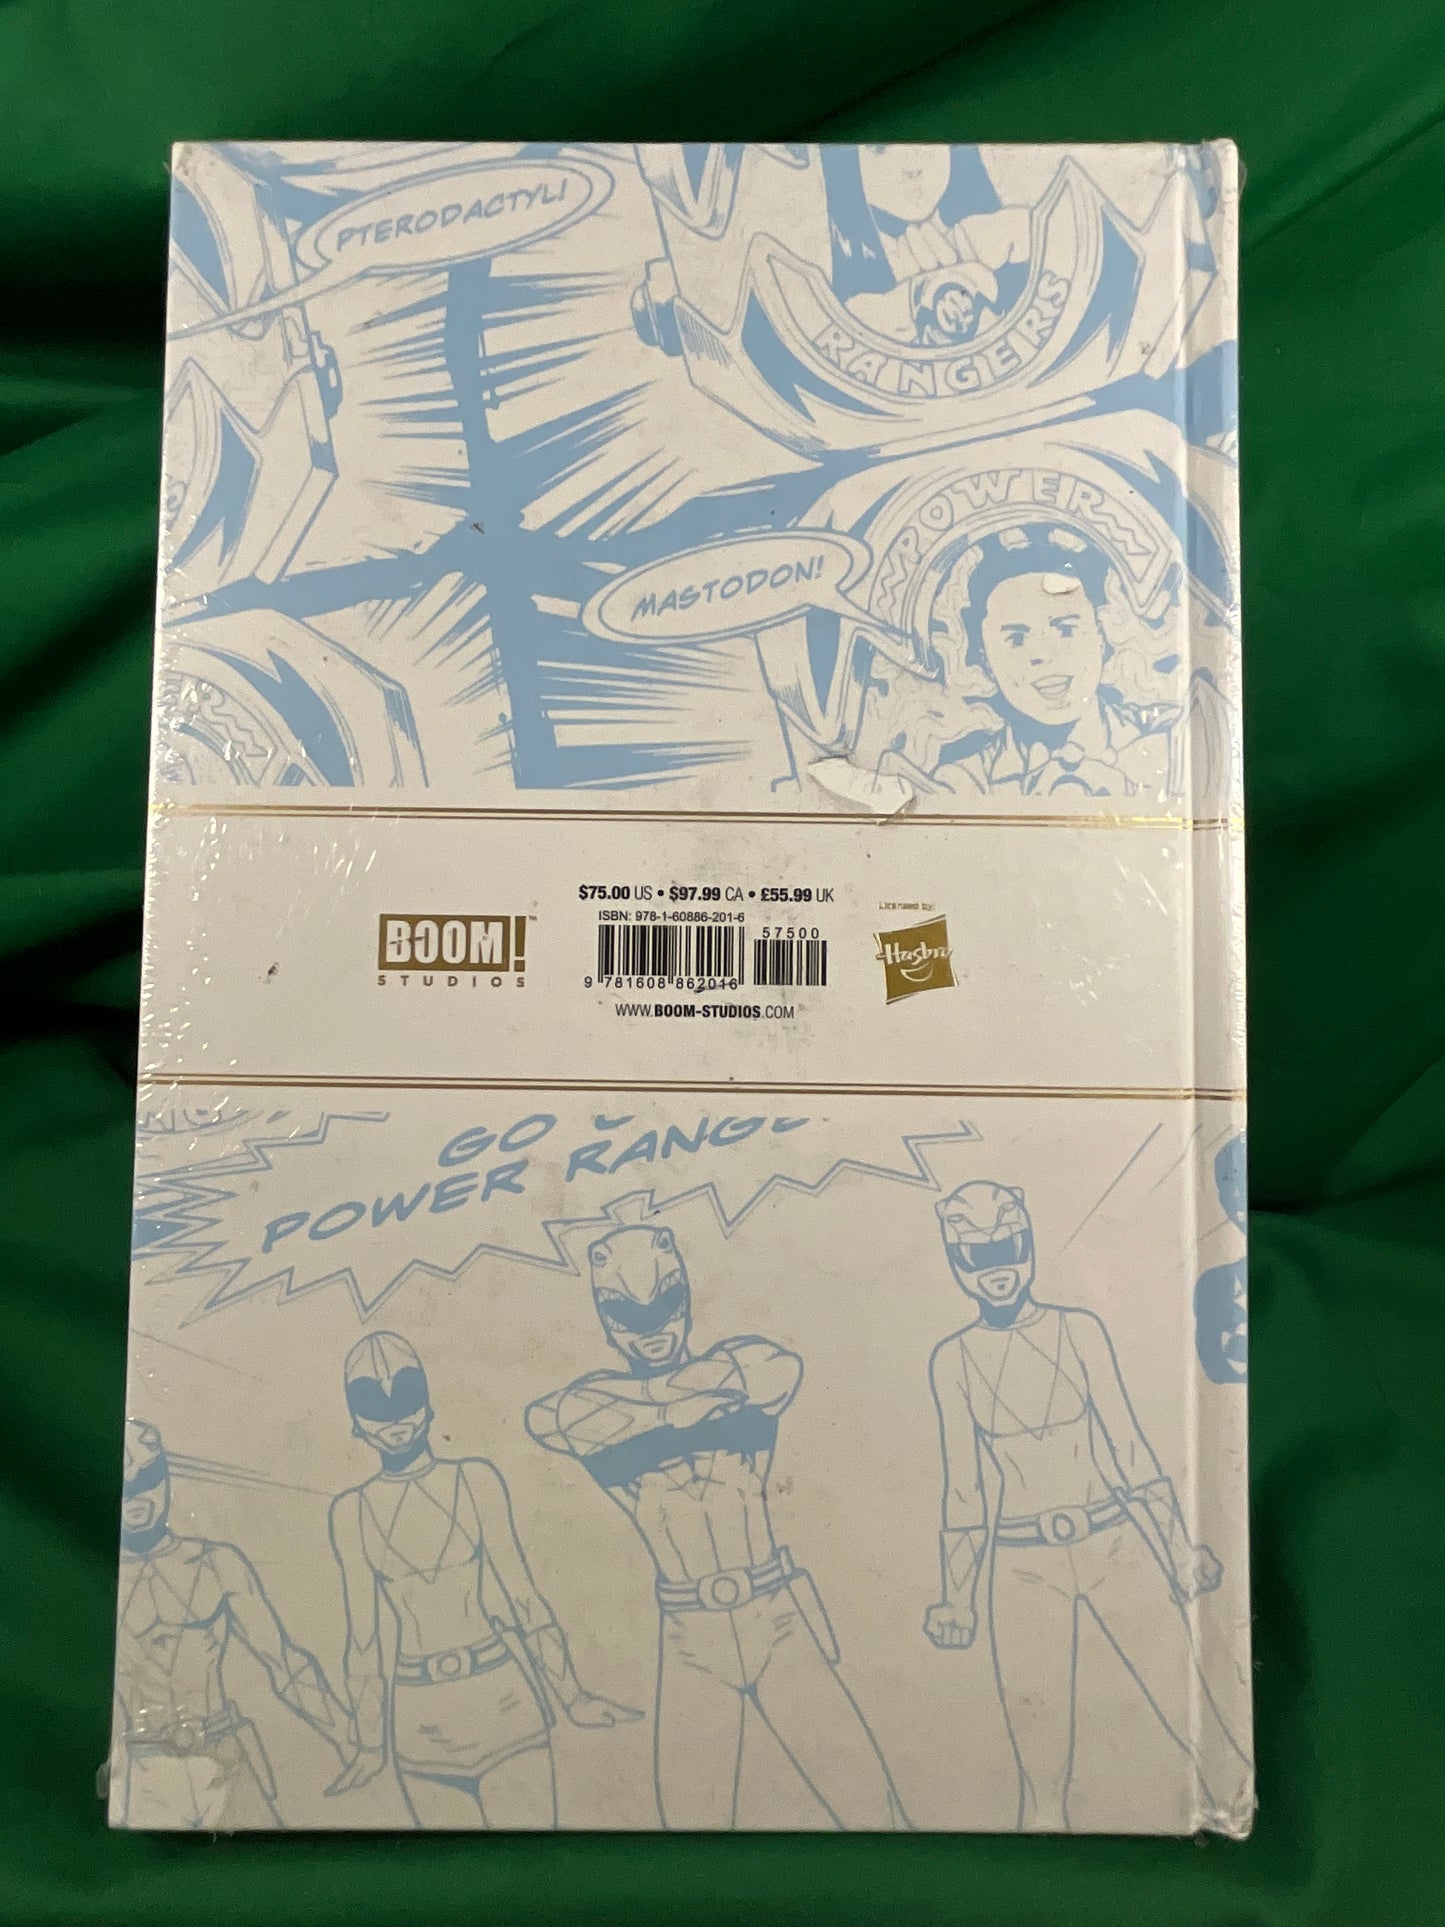 PTERODACTYL!
RANGERS
POWER
MASTODON!
$75.00 US • $97.99 CA • £55.99 UK
ISBN: 978-1-60886-201-6
57500
BOOM!™
STUDIOS
9 781608 862016
Licensed by:
Hasbro
WWW.BOOM-STUDIOS.COM
GO
POWER